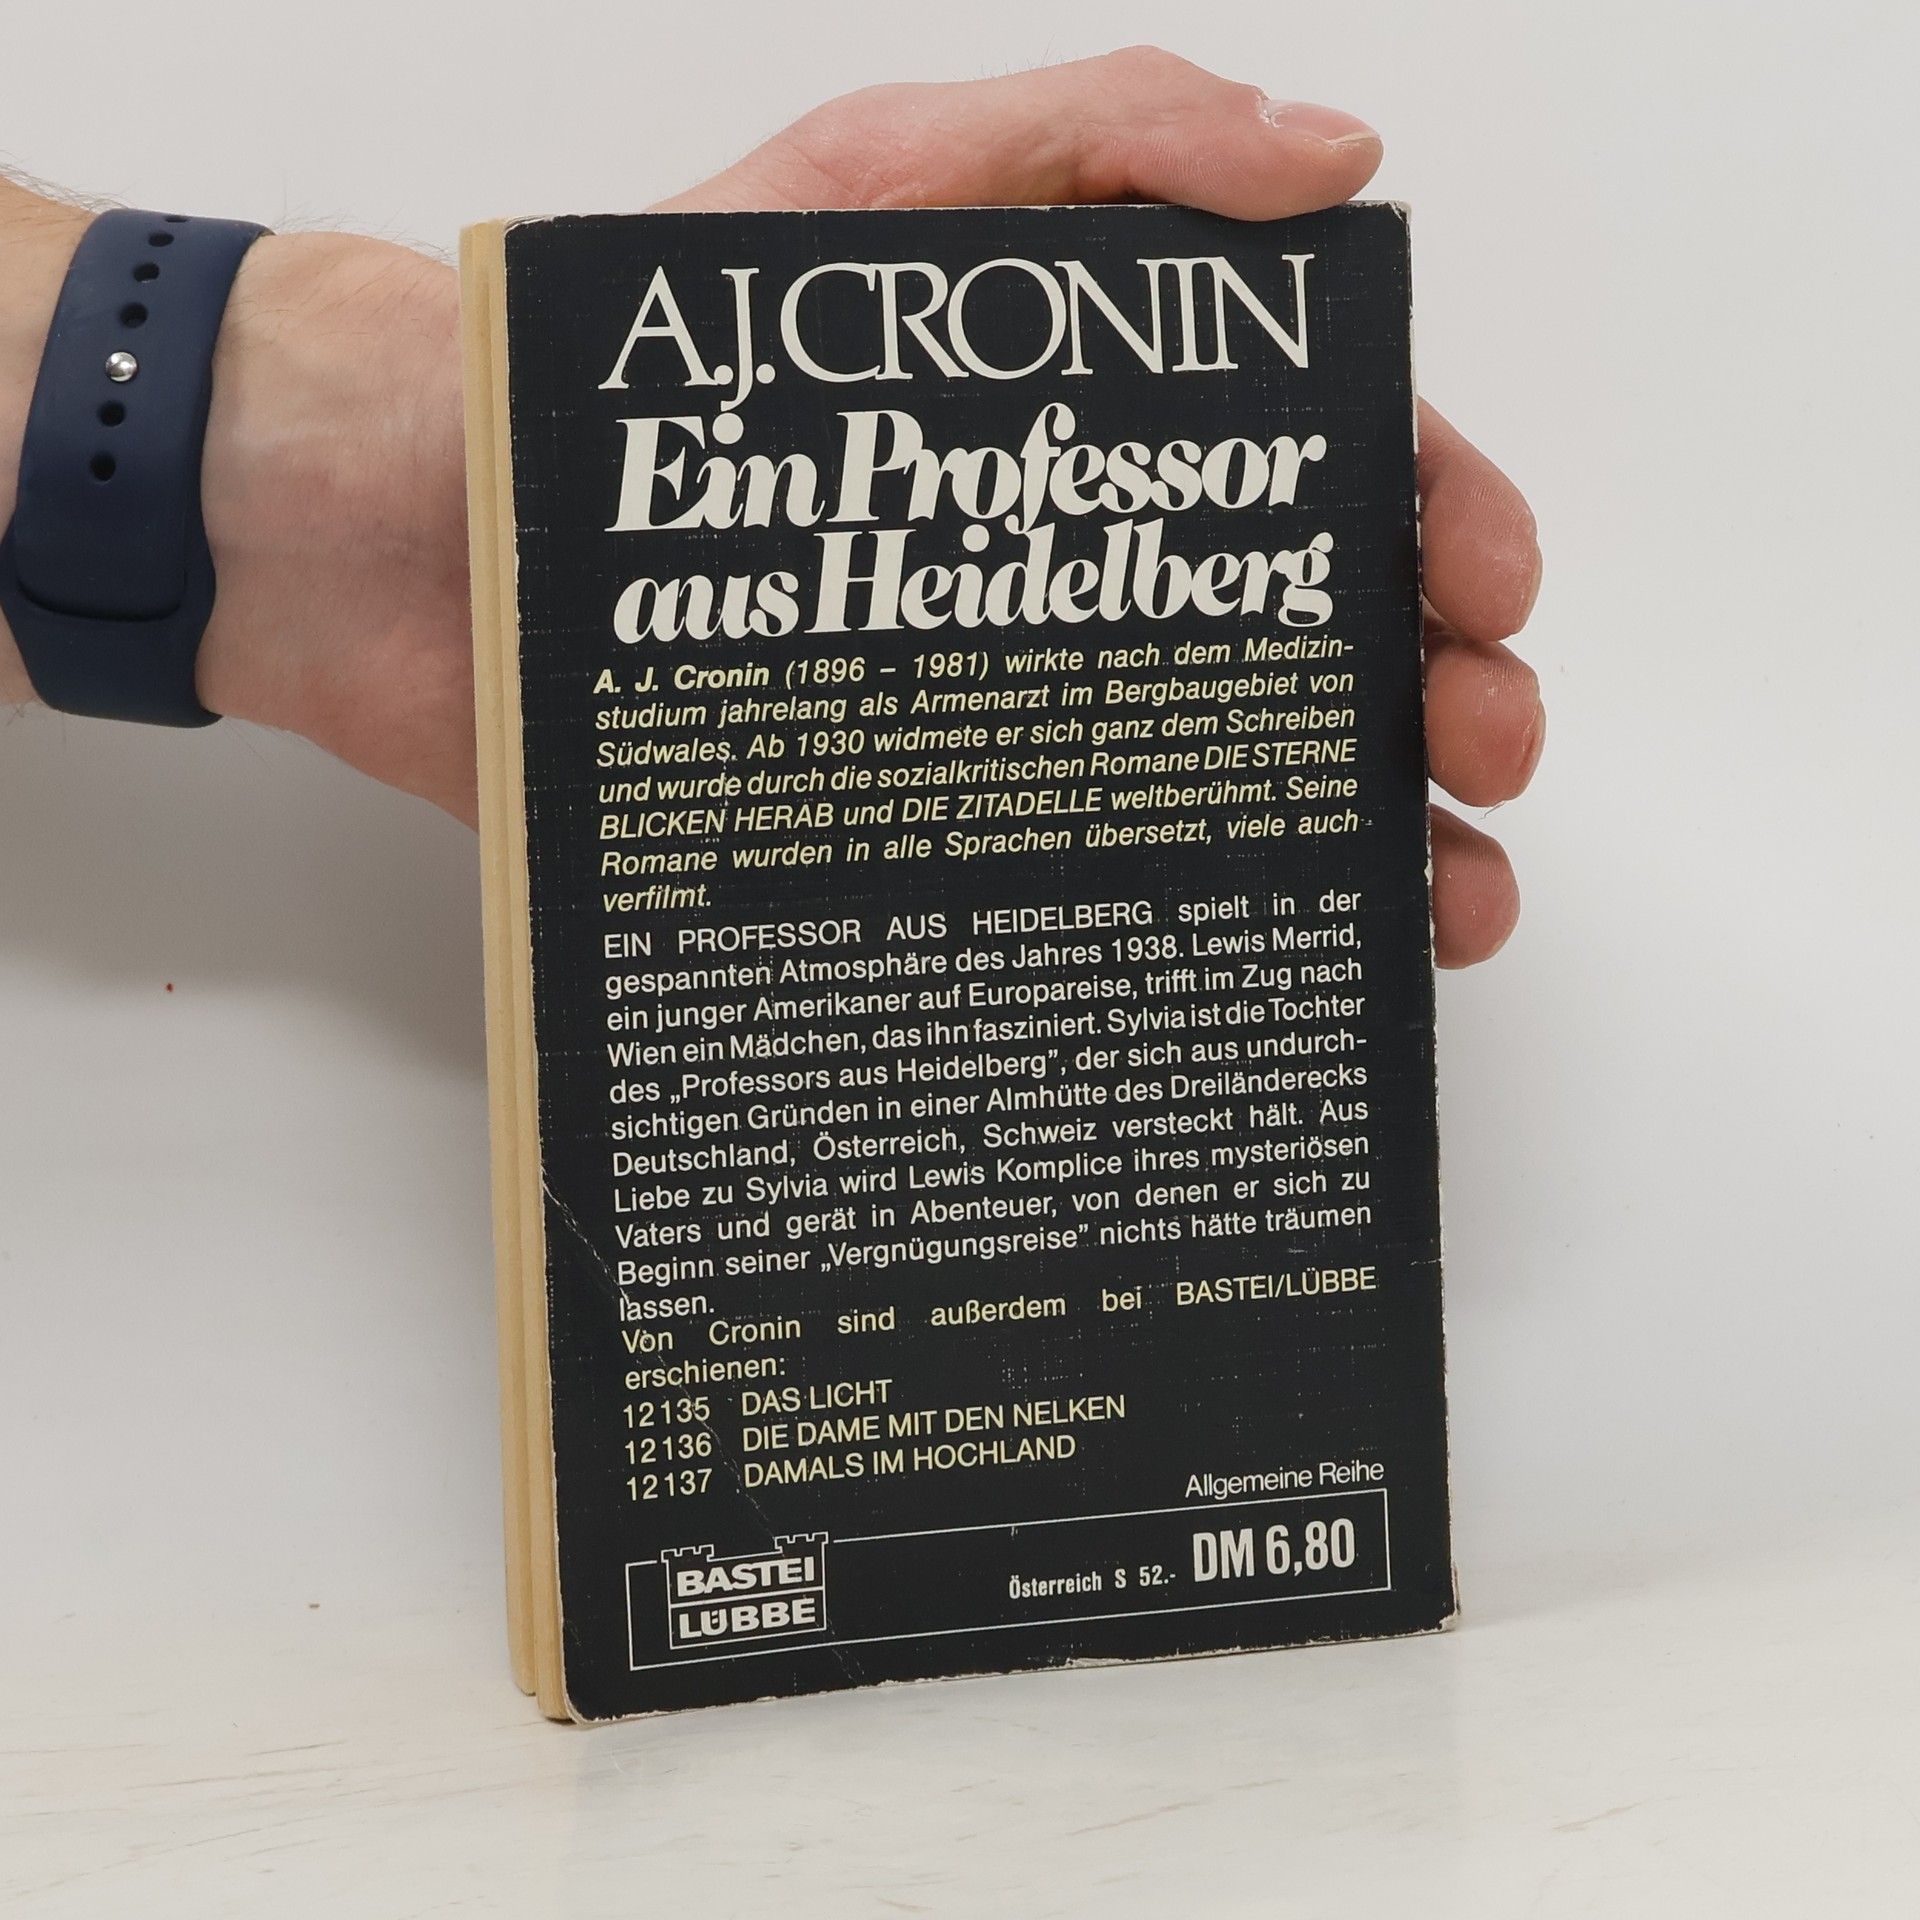 A.J. CRONIN
Ein Professor
aus Heidelberg
A. J. Cronin (1896 – 1981) wirkte nach dem Medizin-
studium jahrelang als Armenarzt im Bergbaugebiet von
Südwales. Ab 1930 widmete er sich ganz dem Schreiben
und wurde durch die sozialkritischen Romane DIE STERNE
BLICKEN HERAB und DIE ZITADELLE weltberühmt. Seine
Romane wurden in alle Sprachen übersetzt, viele auch
verfilmt.
EIN PROFESSOR AUS HEIDELBERG spielt in der
gespannten Atmosphäre des Jahres 1938. Lewis Merrid,
ein junger Amerikaner auf Europareise, trifft im Zug nach
Wien ein Mädchen, das ihn fasziniert. Sylvia ist die Tochter
des „Professors aus Heidelberg”, der sich aus undurch-
sichtigen Gründen in einer Almhütte des Dreiländerecks
Deutschland, Österreich, Schweiz versteckt hält. Aus
Liebe zu Sylvia wird Lewis Komplice ihres mysteriösen
Vaters und gerät in Abenteuer, von denen er sich zu
Beginn seiner „Vergnügungsreise” nichts hätte träumen
lassen.
Von Cronin sind außerdem bei BASTEI/LÜBBE
erschienen:
12135 DAS LICHT
12136 DIE DAME MIT DEN NELKEN
12137 DAMALS IM HOCHLAND
Allgemeine Reihe
BASTEI
LÜBBE
Österreich S 52.- DM 6,80